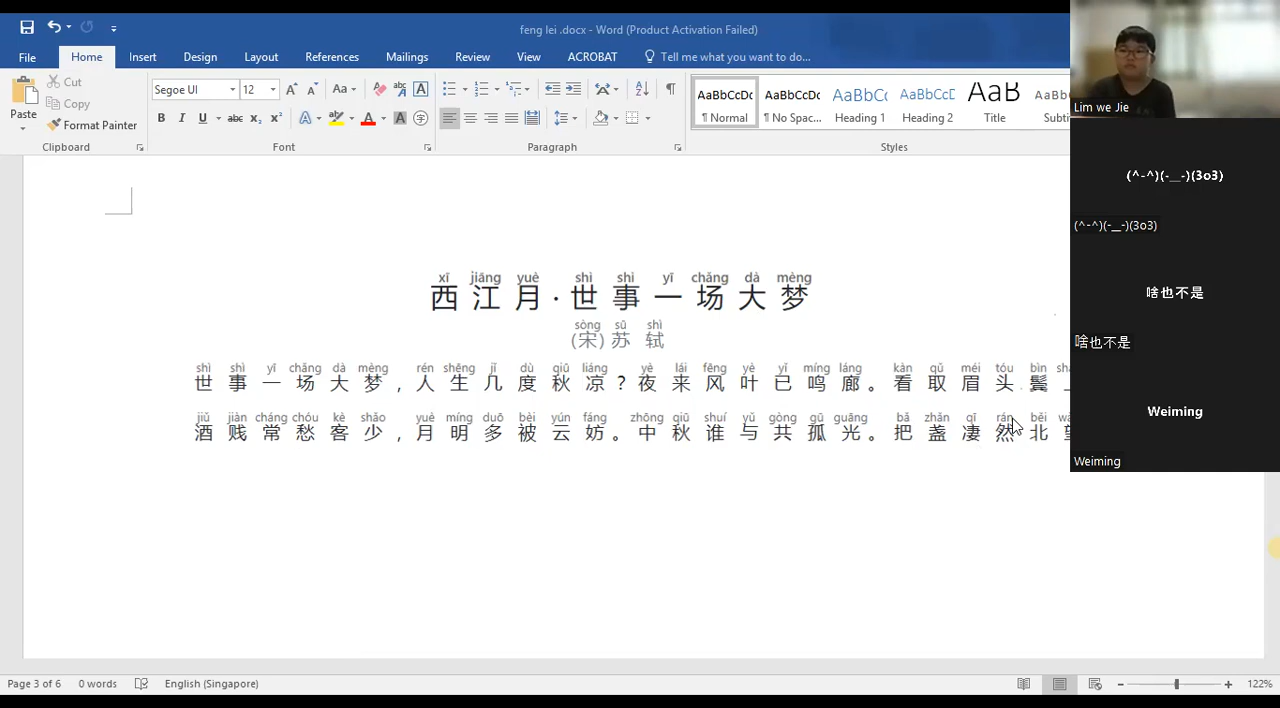 feng lei .docx - Word (Product Activation Failed)
File Home Insert Design Layout References Mailings Review View ACROBAT Tell me what you want to do...
Paste
Cut
Copy
Format Painter
Clipboard
Segoe UI 12
Font
Paragraph
AaBbCcDc AaBbCcDc AaBbCc AaBbCcD AaB AaBb
¶ Normal ¶ No Spac... Heading 1 Heading 2 Title Subti
Styles
xī jiāng yuè shì shì yī chǎng dà mèng
西江月·世事一场大梦
sòng sū shì
(宋) 苏 轼
shì shì yī chǎng dà mèng rén shēng jǐ dù qiū liáng yè lái fēng yè yǐ míng láng kàn qǔ méi tóu bìn
世事一场大梦，人生几度秋凉？夜来风叶已鸣廊。看取眉头鬓
jiǔ jiàn cháng chóu kè shǎo yuè míng duō bèi yún fáng zhōng qiū shuí yǔ gòng gū guāng bǎ zhǎn qī rán běi
酒贱常愁客少，月明多被云妨。中秋谁与共孤光。把盏凄然北
Lim we Jie
(^-^)(-__-)(3o3)
(^-^)(-__-)(3o3)
啥也不是
啥也不是
Weiming
Weiming
Page 3 of 6 0 words English (Singapore) 122%